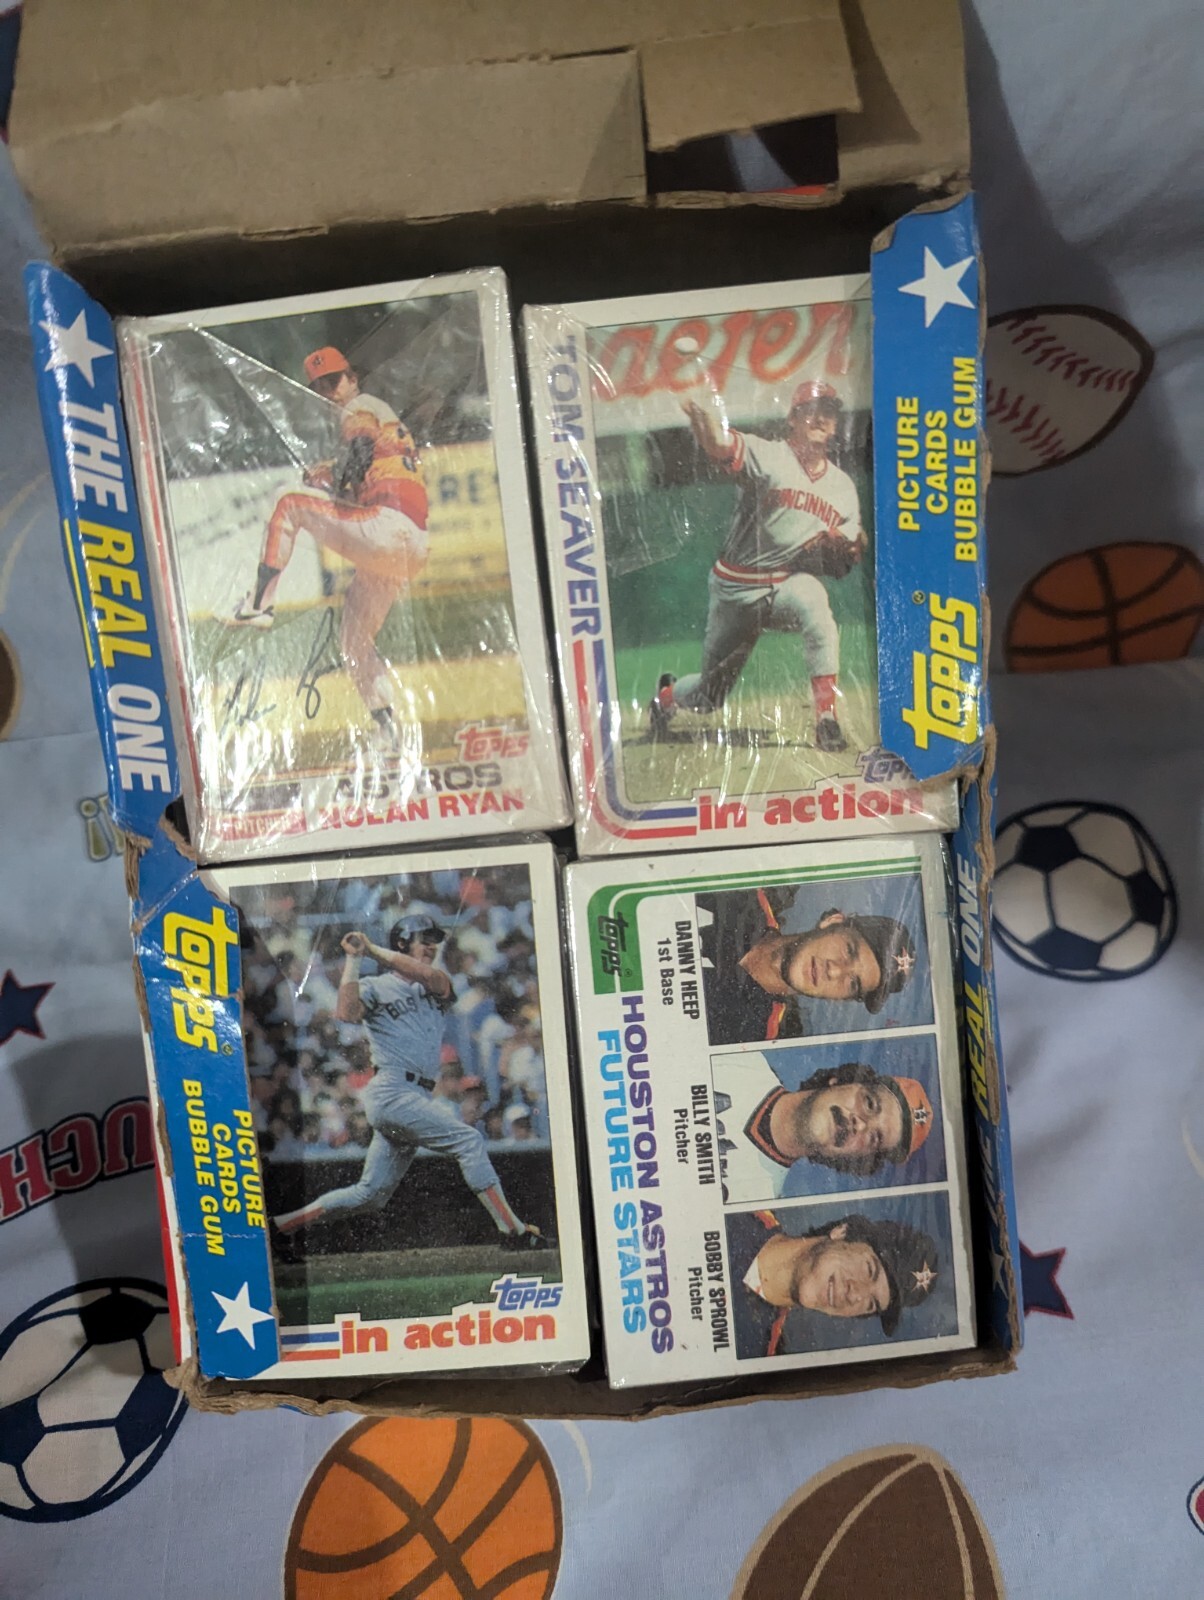 THE REAL ONE
ASTROS
NOLAN RYAN
Topps
TOM SEAVER
CINCINNATI
Topps
in action
PICTURE
CARDS
BUBBLE GUM
Topps
Topps
PICTURE
CARDS
BUBBLE GUM
BOST
Topps
in action
Topps
HOUSTON ASTROS
FUTURE STARS
DANNY HEEP
1st Base
BILLY SMITH
Pitcher
BOBBY SPROWL
Pitcher
THE REAL ONE
UCH